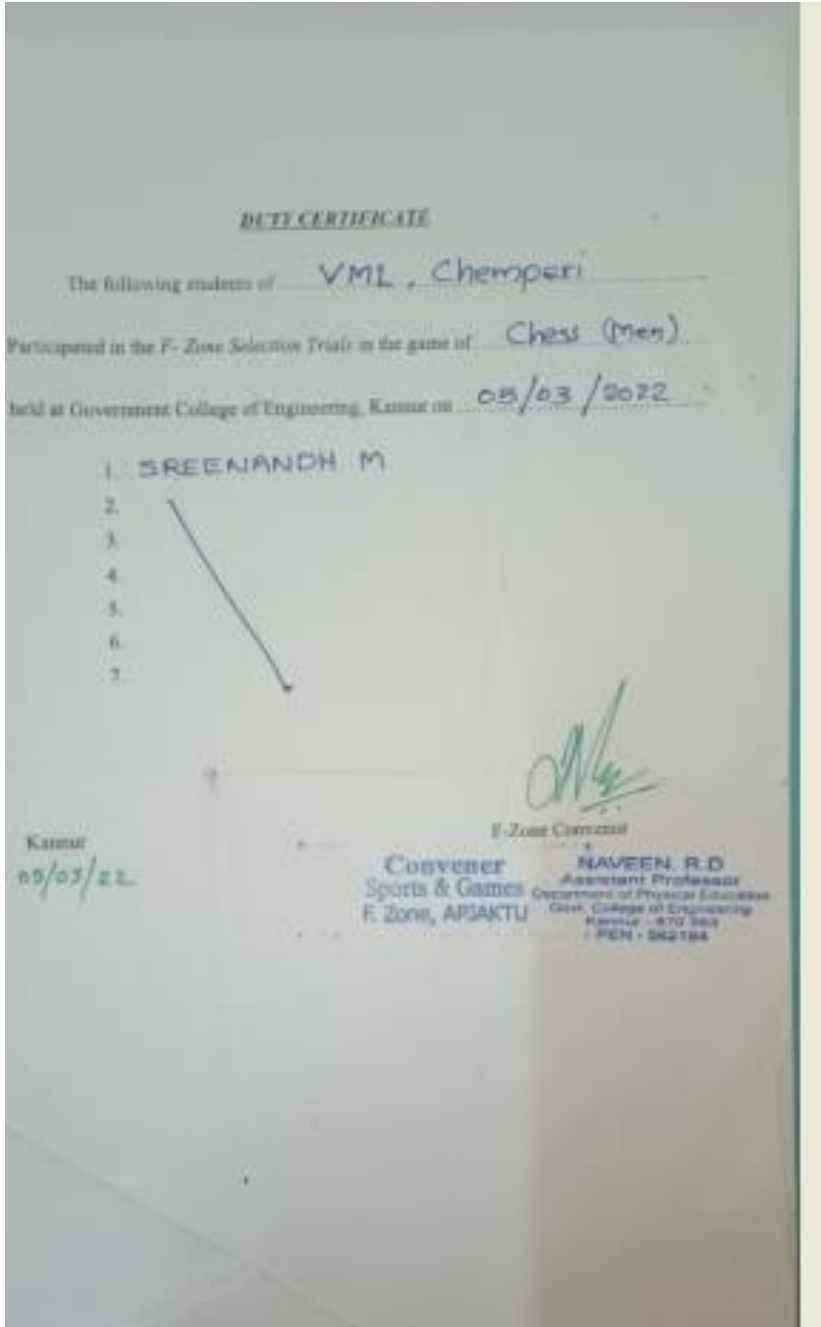 DUTY CERTIFICATE
The following students of VML, Chemperi
Participated in the F- Zone Selection Trials in the game of Chess (Men)
held at Government College of Engineering, Kannur on 05/03/2022
1. SREENANDH M
2.
3.
4.
5.
6.
7.
F-Zone Convenor
Kannur
05/03/22
Convener
Sports & Games
F. Zone, APJAKTU
NAVEEN. R.D
Assistant Professor
Department of Physical Education
Govt. College of Engineering
Kannur - 670 563
PEN -